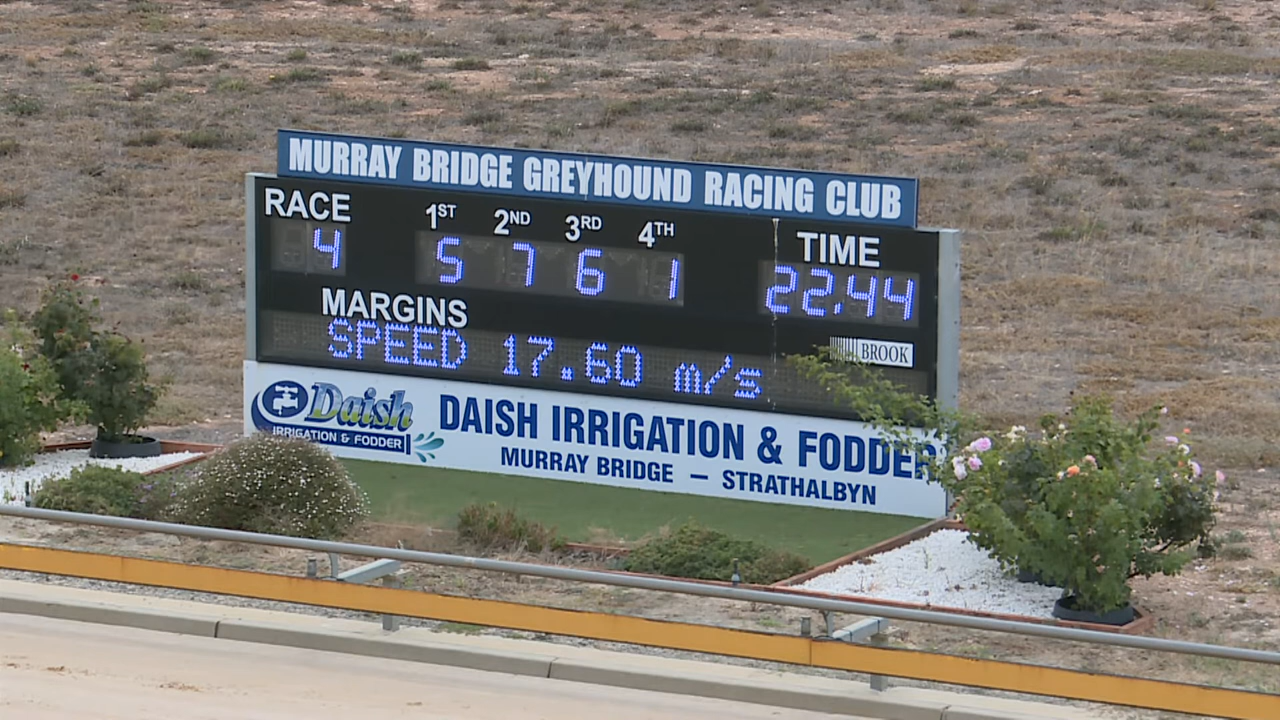 MURRAY BRIDGE GREYHOUND RACING CLUB
RACE 1ST 2ND 3RD 4TH TIME
4 5 7 6 1 22.44
MARGINS
SPEED 17.60 m/s
BROOK
Daish
IRRIGATION & FODDER
DAISH IRRIGATION & FODDER
MURRAY BRIDGE – STRATHALBYN